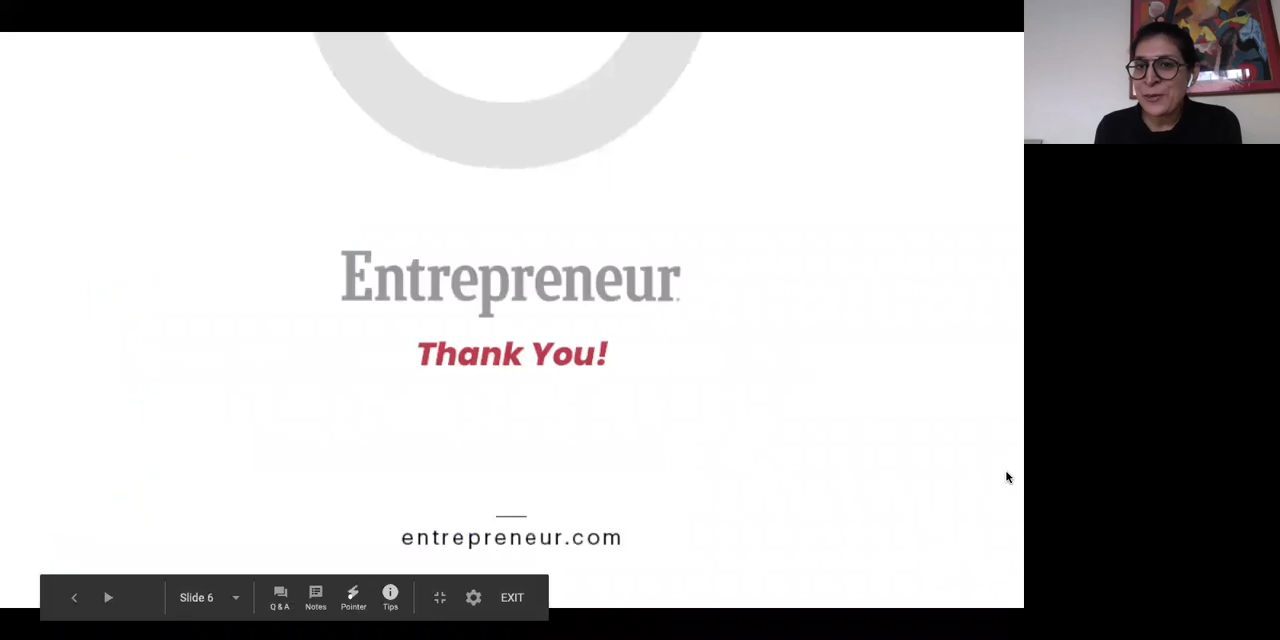 Entrepreneur
Thank You!
entrepreneur.com
Slide 6
Q & A
Notes
Pointer
Tips
EXIT